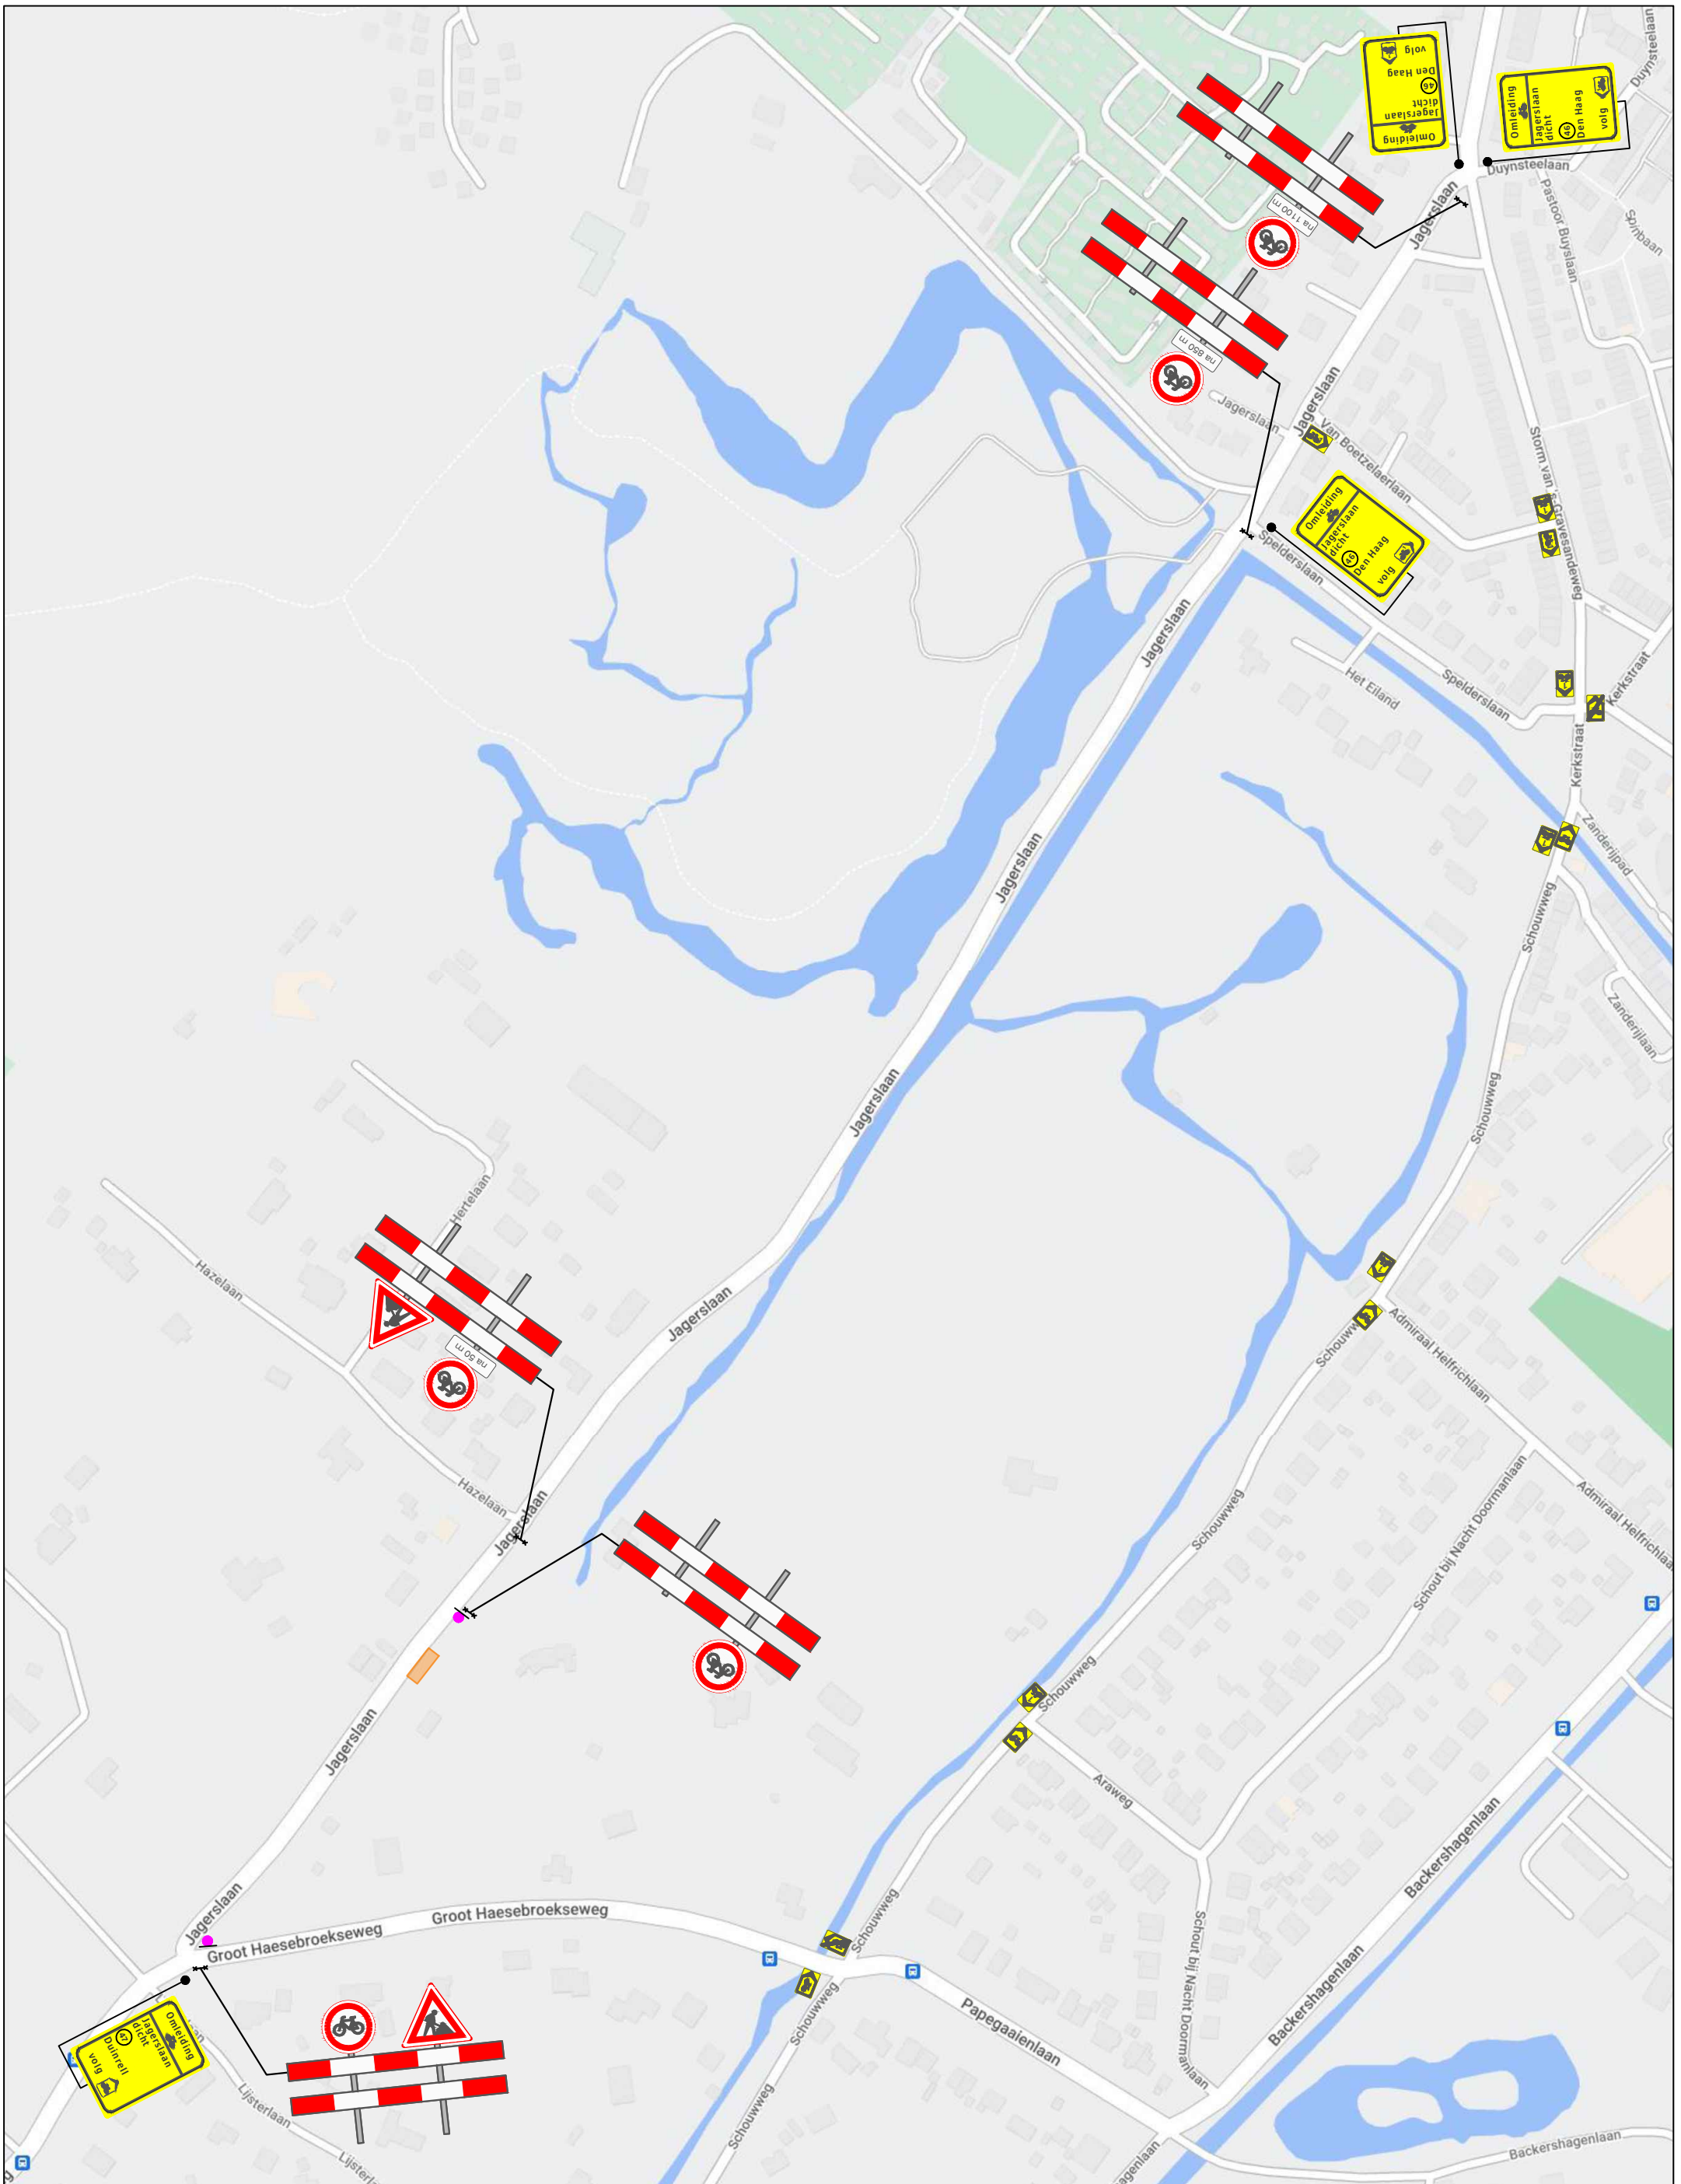 Duynsteelaan
Omleiding
Jagerslaan
dicht
46
Den Haag
volg
Omleiding
Jagerslaan
dicht
46
Den Haag
volg
Duynsteelaan
Pastoor Buyslaan
Spinbaan
Jagerslaan
na 1100 m
na 850 m
Jagerslaan
Jagerslaan
Van Boetzelaerlaan
Storm van 's-Gravesandeweg
Omleiding
Jagerslaan
dicht
46
Den Haag
volg
Spelderslaan
Jagerslaan
Het Eiland
Spelderslaan
Kerkstraat
Kerkstraat
Zanderijpad
Jagerslaan
Schouwweg
Zanderijlaan
Jagerslaan
Schouwweg
Hertelaan
Hazelaan
na 50 m
Jagerslaan
Admiraal Helfrichlaan
Hazelaan
Jagerslaan
Schouwweg
Schout bij Nacht Doormanlaan
Schouwweg
Jagerslaan
Araweg
Backershagenlaan
Jagerslaan
Groot Haesebroekseweg
Groot Haesebroekseweg
Schouwweg
Schout bij Nacht Doormanlaan
Backershagenlaan
Papegaaienlaan
Schouwweg
Omleiding
Jagerslaan
dicht
47
Duinrell
volg
Lijsterlaan
Schouwweg
Backershagenlaan